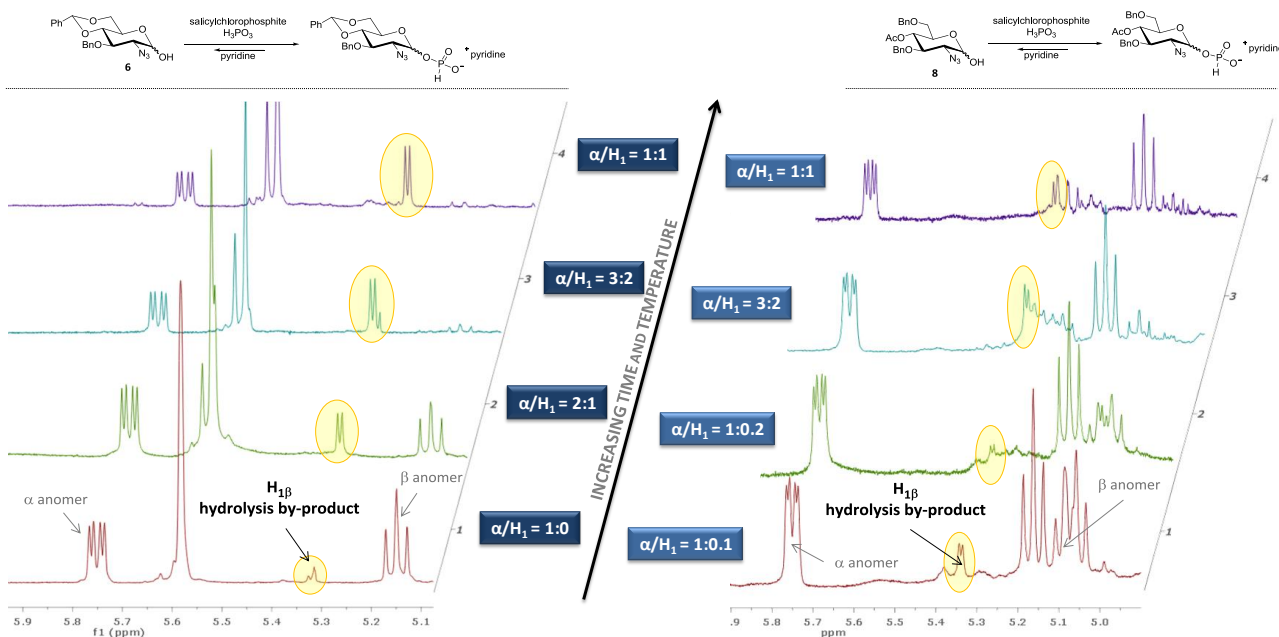 salicylchlorophosphite
H₃PO₃
pyridine
Ph
O
O
O
BnO
N₃
OH
6
Ph
O
O
O
BnO
N₃
O
P
O
O⁻
H
+
pyridine
salicylchlorophosphite
H₃PO₃
pyridine
BnO
AcO
BnO
O
N₃
OH
8
BnO
AcO
BnO
O
N₃
O
P
O
O⁻
H
+
pyridine
4
3
2
1
α/H₁ = 1:1
α/H₁ = 3:2
α/H₁ = 2:1
α/H₁ = 1:0
α anomer
H₁β
hydrolysis by-product
β anomer
5.9 5.8 5.7 5.6 5.5 5.4 5.3 5.2 5.1
f1 (ppm)
INCREASING TIME AND TEMPERATURE
α/H₁ = 1:1
α/H₁ = 3:2
α/H₁ = 1:0.2
α/H₁ = 1:0.1
4
3
2
1
α anomer
H₁β
hydrolysis by-product
β anomer
5.9 5.8 5.7 5.6 5.5 5.4 5.3 5.2 5.1 5.0
ppm